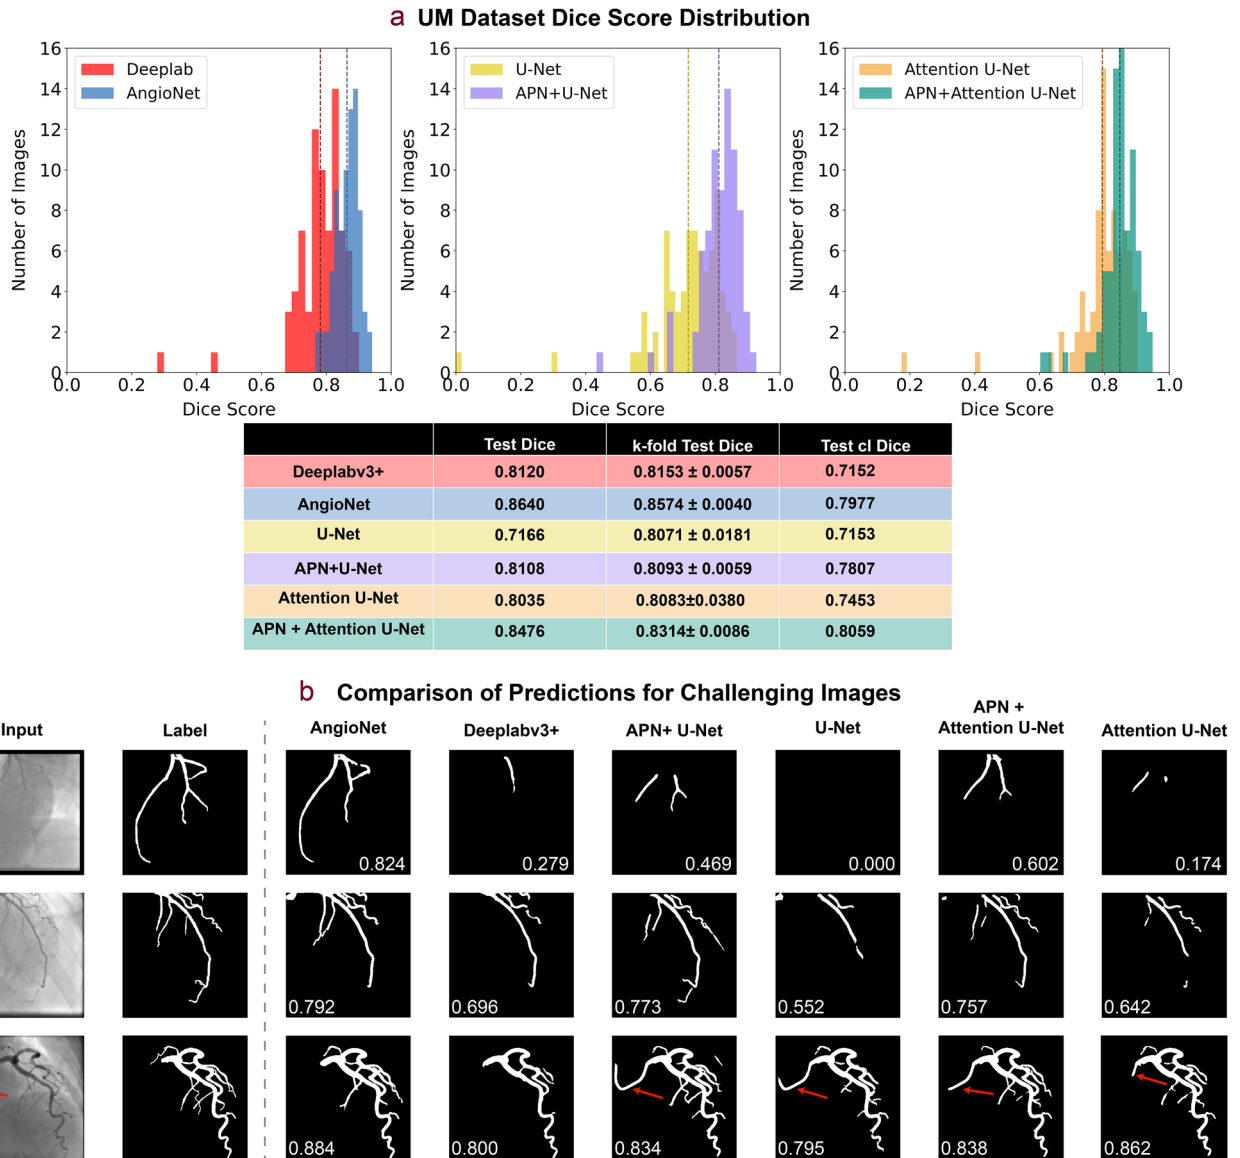 a UM Dataset Dice Score Distribution
16
14
12
10
8
6
4
2
0
Number of Images
Deeplab
AngioNet
0.0 0.2 0.4 0.6 0.8 1.0
Dice Score
16
14
12
10
8
6
4
2
0
Number of Images
U-Net
APN+U-Net
0.0 0.2 0.4 0.6 0.8 1.0
Dice Score
16
14
12
10
8
6
4
2
0
Number of Images
Attention U-Net
APN+Attention U-Net
0.0 0.2 0.4 0.6 0.8 1.0
Dice Score
Test Dice k-fold Test Dice Test cl Dice
Deeplabv3+ 0.8120 0.8153 ± 0.0057 0.7152
AngioNet 0.8640 0.8574 ± 0.0040 0.7977
U-Net 0.7166 0.8071 ± 0.0181 0.7153
APN+U-Net 0.8108 0.8093 ± 0.0059 0.7807
Attention U-Net 0.8035 0.8083±0.0380 0.7453
APN + Attention U-Net 0.8476 0.8314± 0.0086 0.8059
b Comparison of Predictions for Challenging Images
Input Label AngioNet Deeplabv3+ APN+ U-Net U-Net APN +
Attention U-Net Attention U-Net
0.824 0.279 0.469 0.000 0.602 0.174
0.792 0.696 0.773 0.552 0.757 0.642
0.884 0.800 0.834 0.795 0.838 0.862